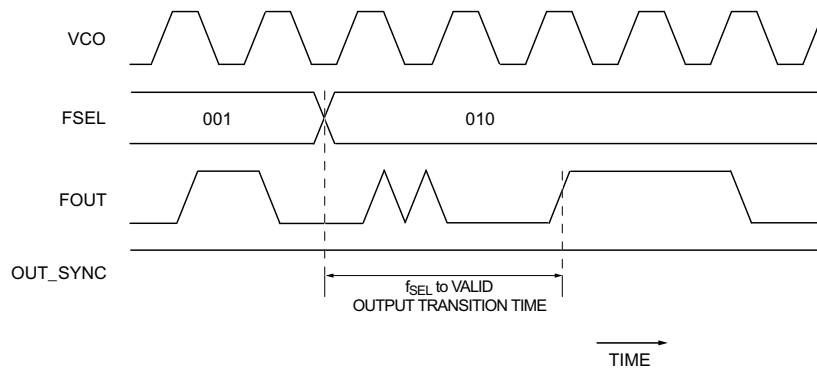 VCO
FSEL
001
010
FOUT
OUT_SYNC
fSEL to VALID
OUTPUT TRANSITION TIME
TIME